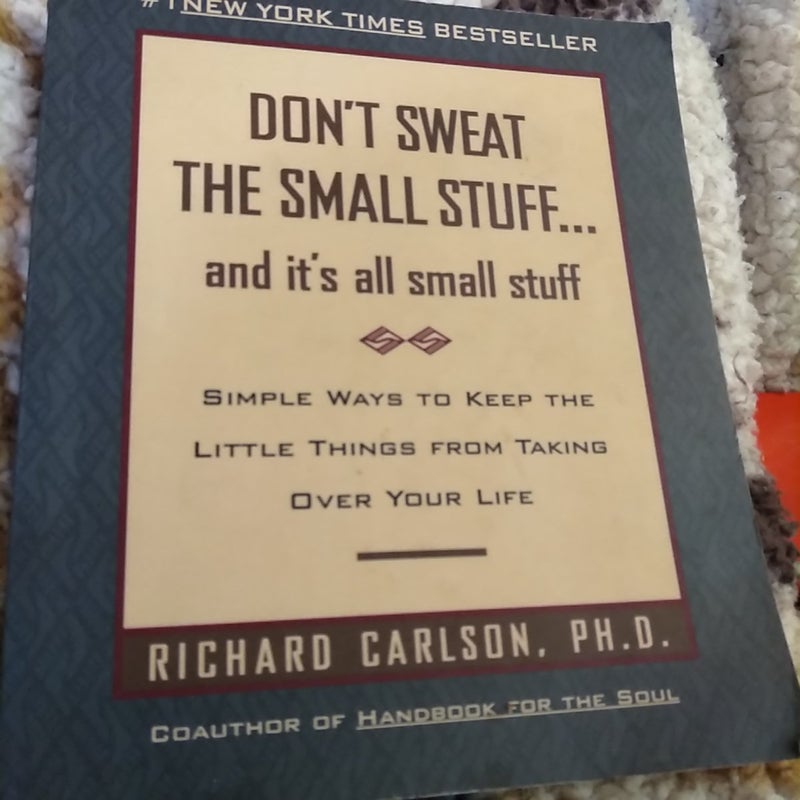 #1 NEW YORK TIMES BESTSELLER
DON'T SWEAT
THE SMALL STUFF...
and it's all small stuff
SIMPLE WAYS TO KEEP THE
LITTLE THINGS FROM TAKING
OVER YOUR LIFE
RICHARD CARLSON, PH.D.
COAUTHOR OF HANDBOOK FOR THE SOUL